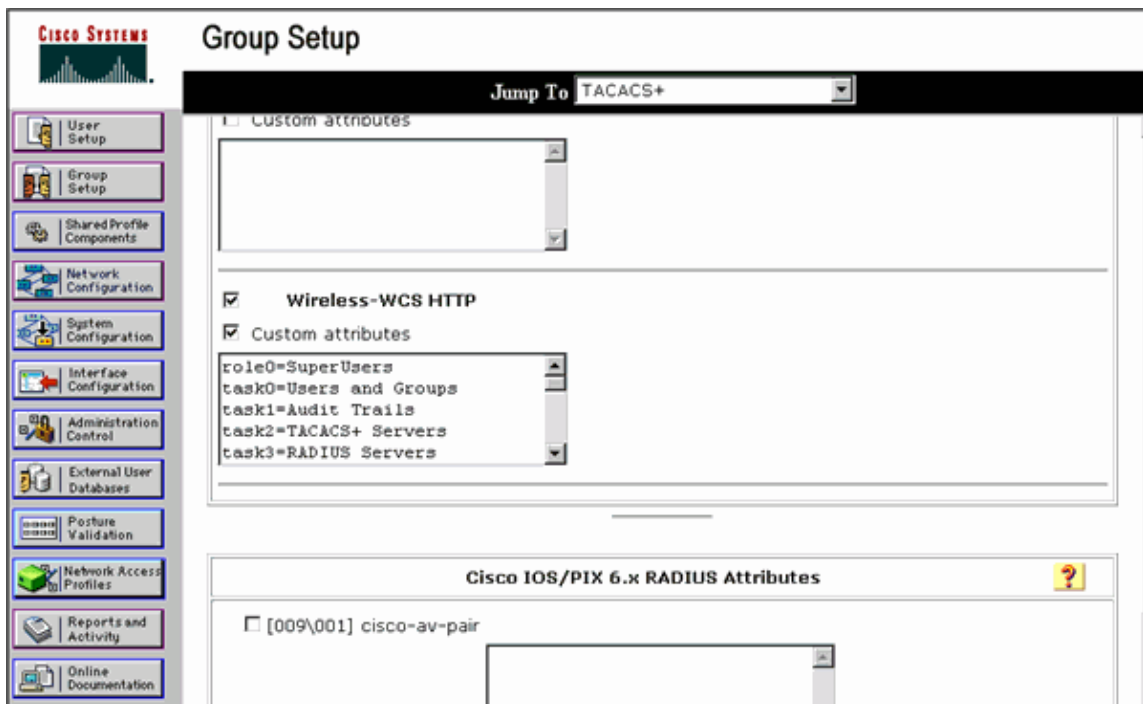 CISCO SYSTEMS
Group Setup
Jump To TACACS+
User
Setup
Group
Setup
Shared Profile
Components
Network
Configuration
System
Configuration
Interface
Configuration
Administration
Control
External User
Databases
Posture
Validation
Network Access
Profiles
Reports and
Activity
Online
Documentation
Custom attributes
Wireless-WCS HTTP
Custom attributes
role0=SuperUsers
task0=Users and Groups
task1=Audit Trails
task2=TACACS+ Servers
task3=RADIUS Servers
Cisco IOS/PIX 6.x RADIUS Attributes
?
[009\001] cisco-av-pair